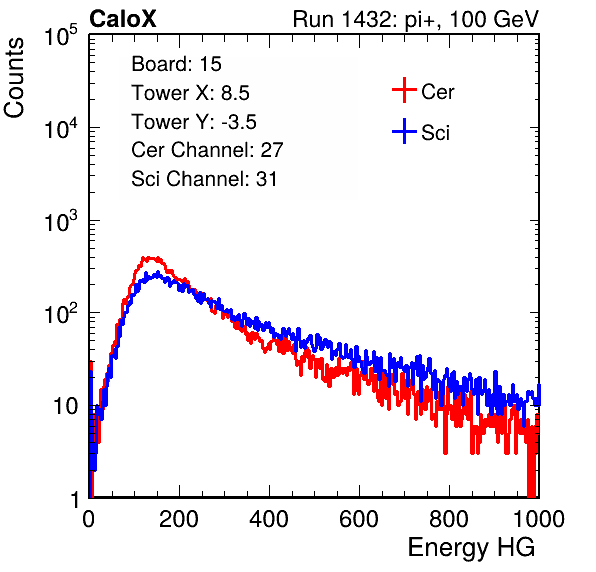 CaloX Run 1432: pi+, 100 GeV
Counts
10^5
10^4
10^3
10^2
10
1
Board: 15
Tower X: 8.5
Tower Y: -3.5
Cer Channel: 27
Sci Channel: 31
Cer
Sci
0 200 400 600 800 1000
Energy HG